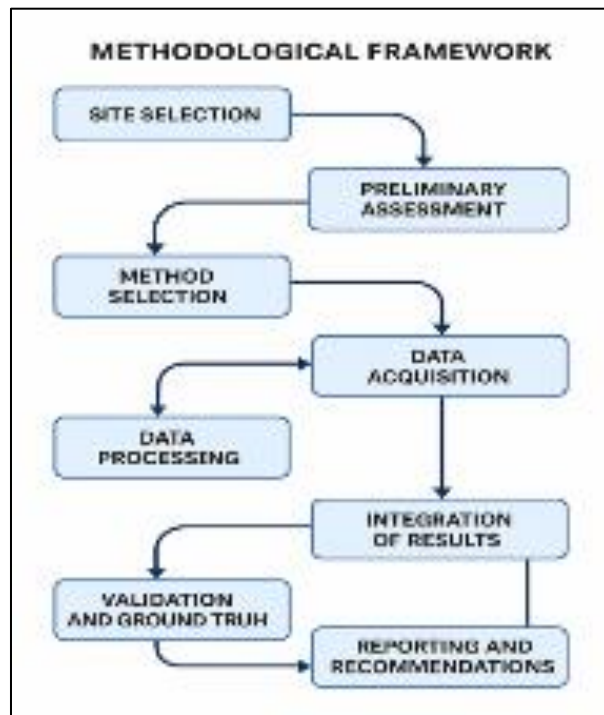 METHODOLOGICAL FRAMEWORK
SITE SELECTION
PRELIMINARY
ASSESSMENT
METHOD
SELECTION
DATA
ACQUISITION
DATA
PROCESSING
INTEGRATION
OF RESULTS
VALIDATION
AND GROUND TRUH
REPORTING AND
RECOMMENDATIONS